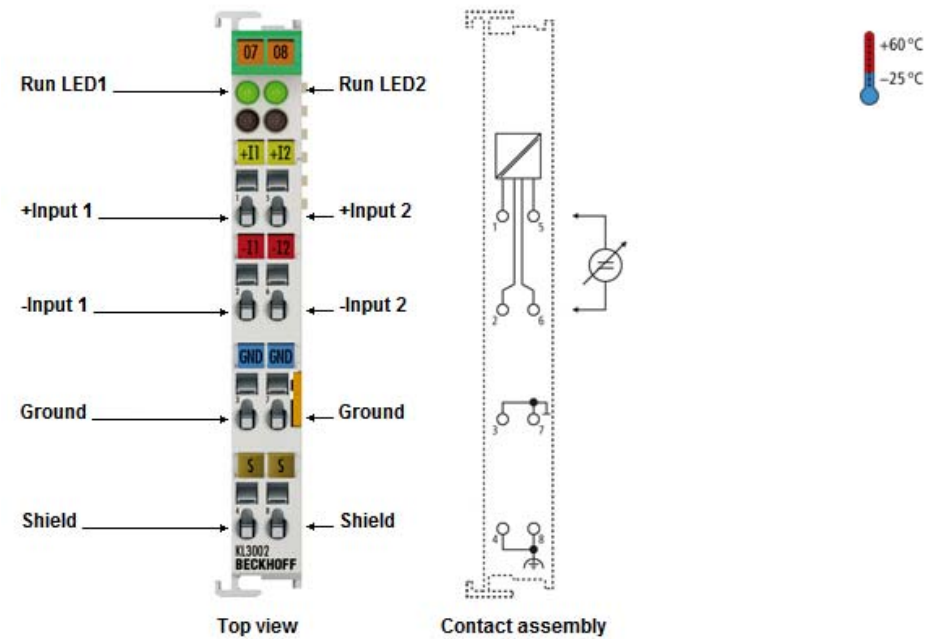 07 08
Run LED1
Run LED2
+I1 +I2
+Input 1
+Input 2
-I1 -I2
-Input 1
-Input 2
GND GND
Ground
Ground
S S
Shield
Shield
KL3002
BECKHOFF
Top view
1
5
2
6
3
7
4
8
Contact assembly
+60 °C
−25 °C